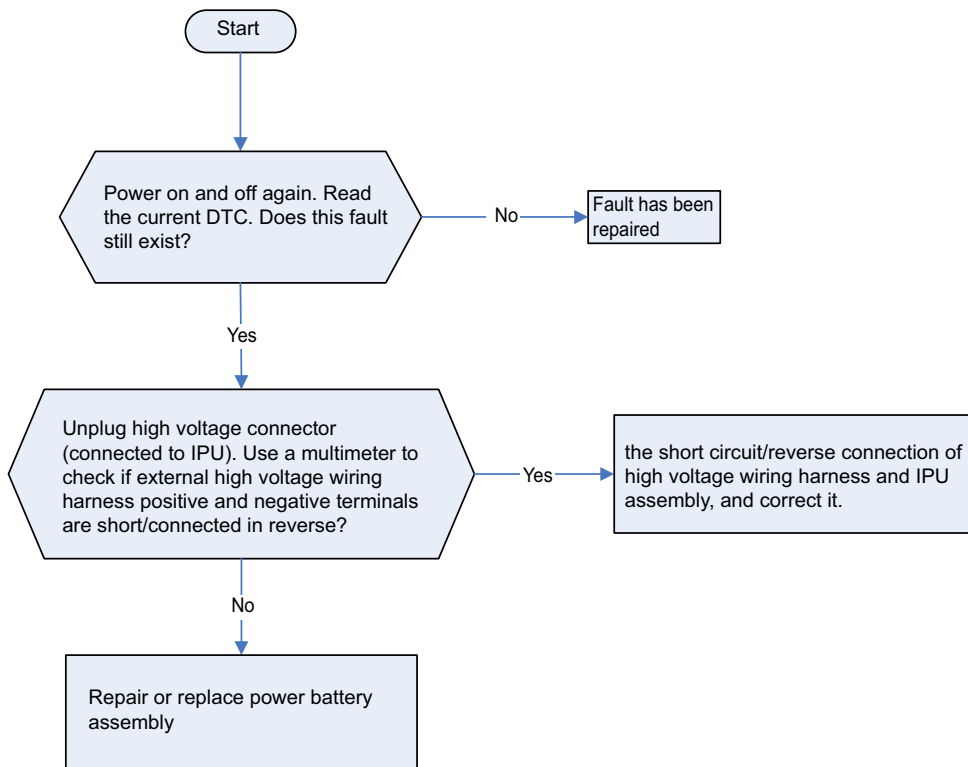 Start
Power on and off again. Read
the current DTC. Does this fault
still exist?
No
Fault has been
repaired
Yes
Unplug high voltage connector
(connected to IPU). Use a multimeter to
check if external high voltage wiring
harness positive and negative terminals
are short/connected in reverse?
Yes
the short circuit/reverse connection of
high voltage wiring harness and IPU
assembly, and correct it.
No
Repair or replace power battery
assembly